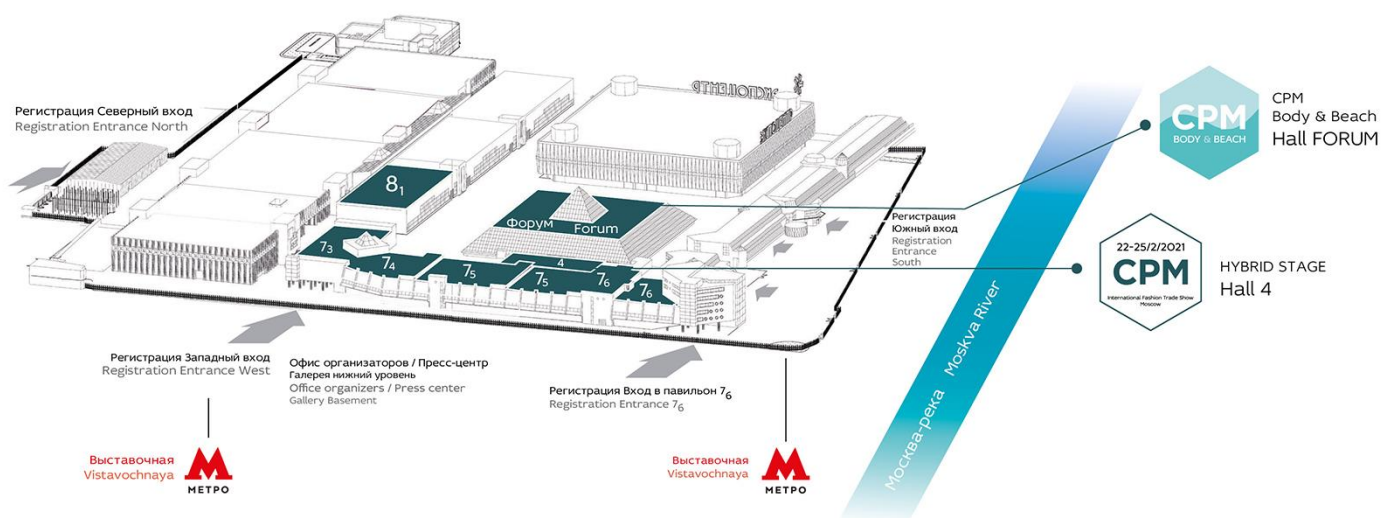 ЭКСПОЦЕНТР
CPM
BODY & BEACH
CPM
Body & Beach
Hall FORUM
Регистрация Северный вход
Registration Entrance North
8₁
Форум Forum
Регистрация
Южный вход
Registration
Entrance
South
7₃
7₄
7₅
4
7₅
7₆
7₆
22-25/2/2021
CPM
International Fashion Trade Show
Moscow
HYBRID STAGE
Hall 4
Москва-река Moskva River
Регистрация Западный вход
Registration Entrance West
Офис организаторов / Пресс-центр
Галерея нижний уровень
Office organizers / Press center
Gallery Basement
Регистрация Вход в павильон 7₆
Registration Entrance 7₆
Выставочная
Vistavochnaya
МЕТРО
Выставочная
Vistavochnaya
МЕТРО